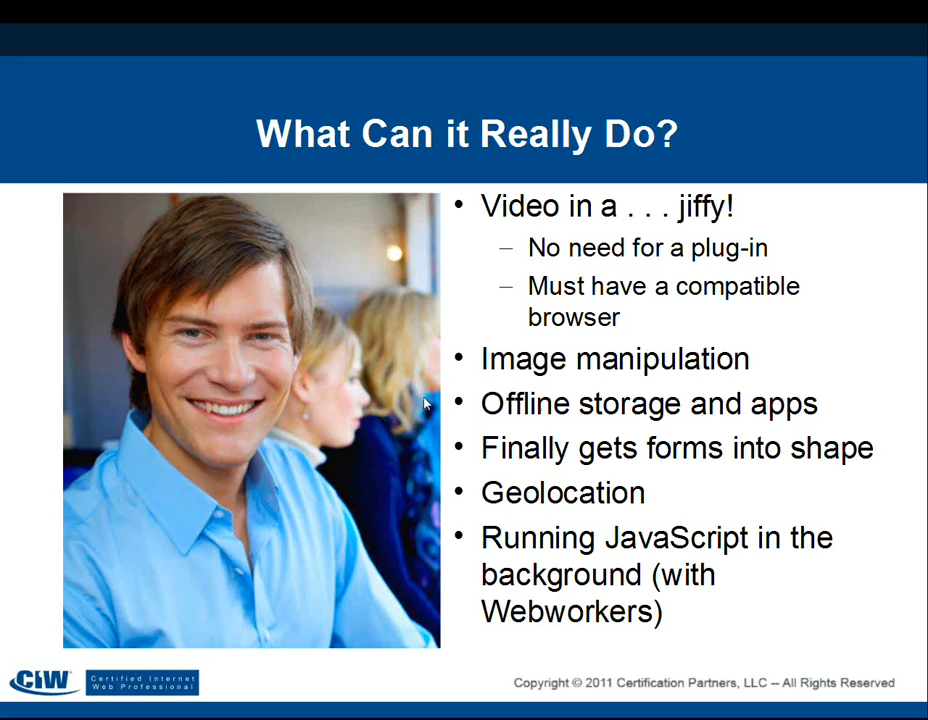 What Can it Really Do?
• Video in a . . . jiffy!
– No need for a plug-in
– Must have a compatible
browser
• Image manipulation
• Offline storage and apps
• Finally gets forms into shape
• Geolocation
• Running JavaScript in the
background (with
Webworkers)
CIW
Certified Internet
Web Professional
Copyright © 2011 Certification Partners, LLC -- All Rights Reserved